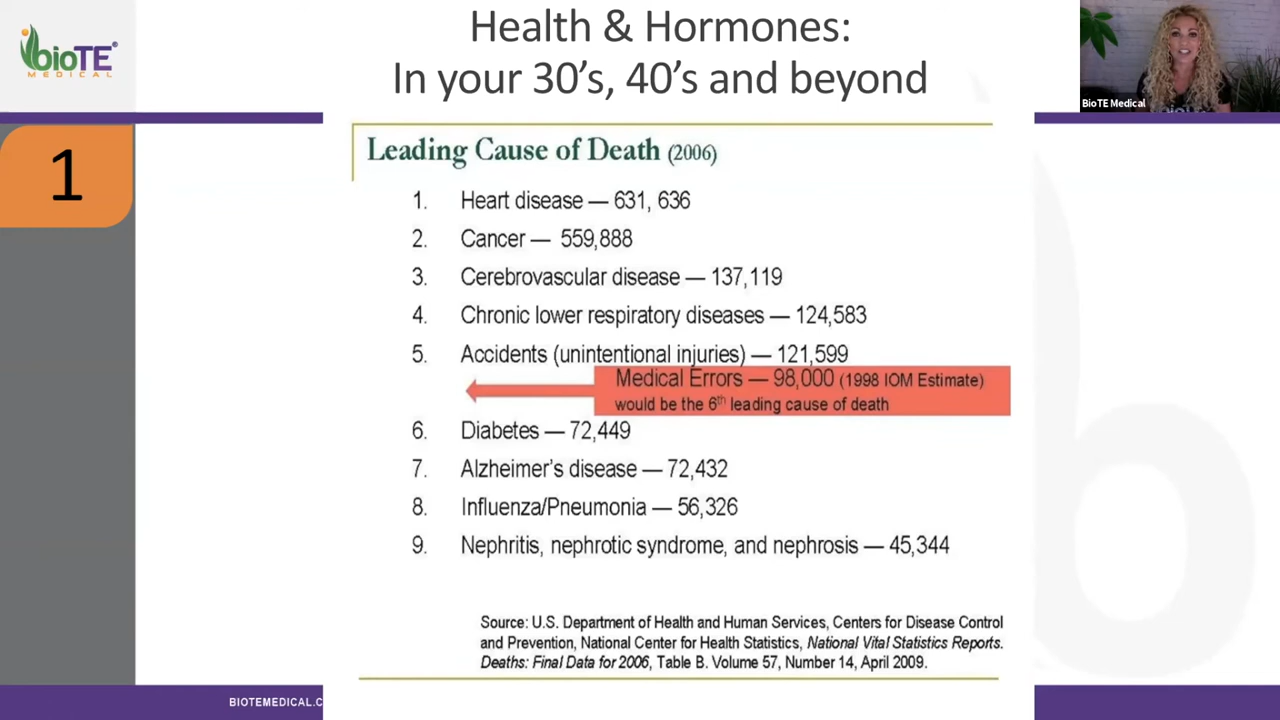 bioTE®
MEDICAL
Health & Hormones:
In your 30's, 40's and beyond
BioTE Medical
1
Leading Cause of Death (2006)
1. Heart disease — 631, 636
2. Cancer — 559,888
3. Cerebrovascular disease — 137,119
4. Chronic lower respiratory diseases — 124,583
5. Accidents (unintentional injuries) — 121,599
Medical Errors — 98,000 (1998 IOM Estimate)
would be the 6th leading cause of death
6. Diabetes — 72,449
7. Alzheimer's disease — 72,432
8. Influenza/Pneumonia — 56,326
9. Nephritis, nephrotic syndrome, and nephrosis — 45,344
Source: U.S. Department of Health and Human Services, Centers for Disease Control
and Prevention, National Center for Health Statistics, National Vital Statistics Reports.
Deaths: Final Data for 2006, Table B. Volume 57, Number 14, April 2009.
BIOTEMEDICAL.C